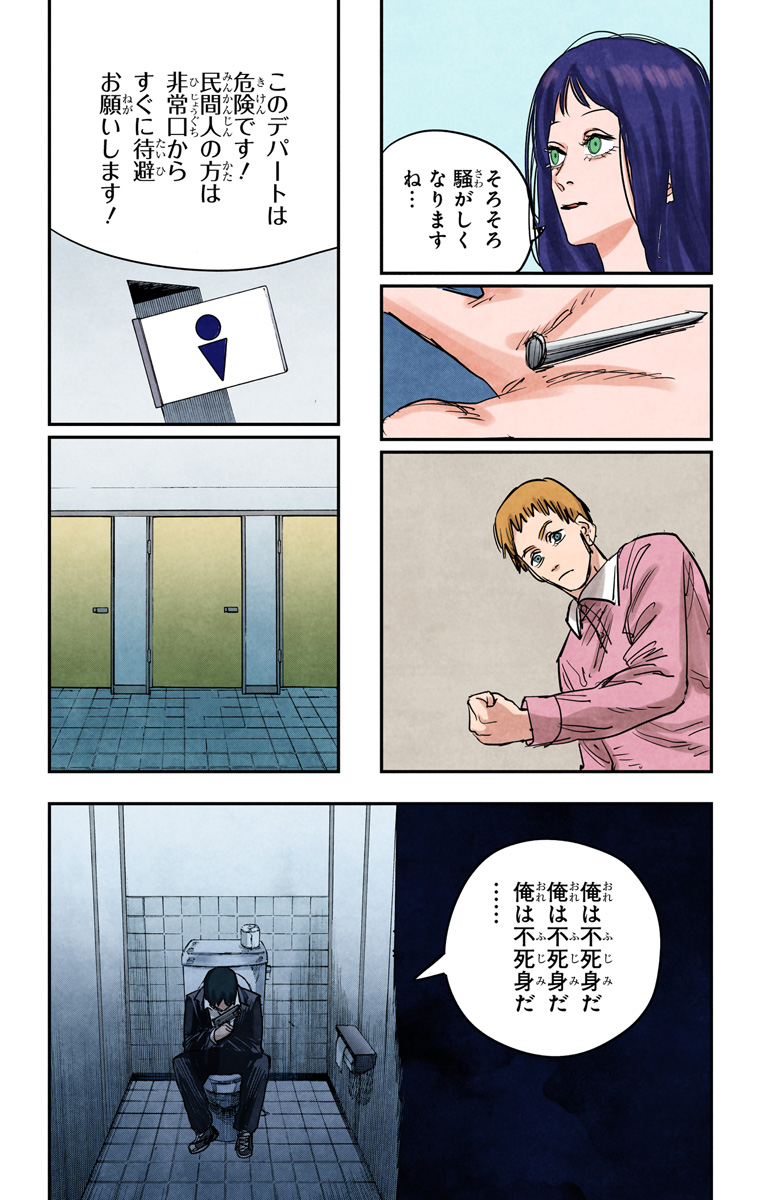 そろそろ
騒がしく
なります
ね…
このデパートは
危険です!
民間人の方は
非常口から
すぐに待避
お願いします!
俺は不死身だ
俺は不死身だ
俺は不死身だ
……